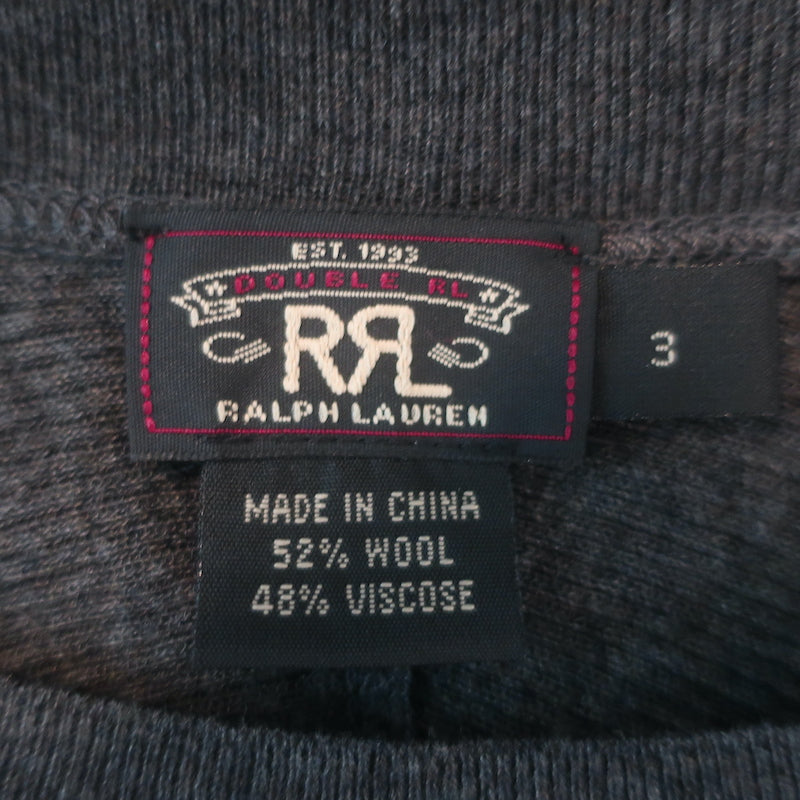 EST. 1993
DOUBLE RL
RRL
RALPH LAUREN
3
MADE IN CHINA
52% WOOL
48% VISCOSE